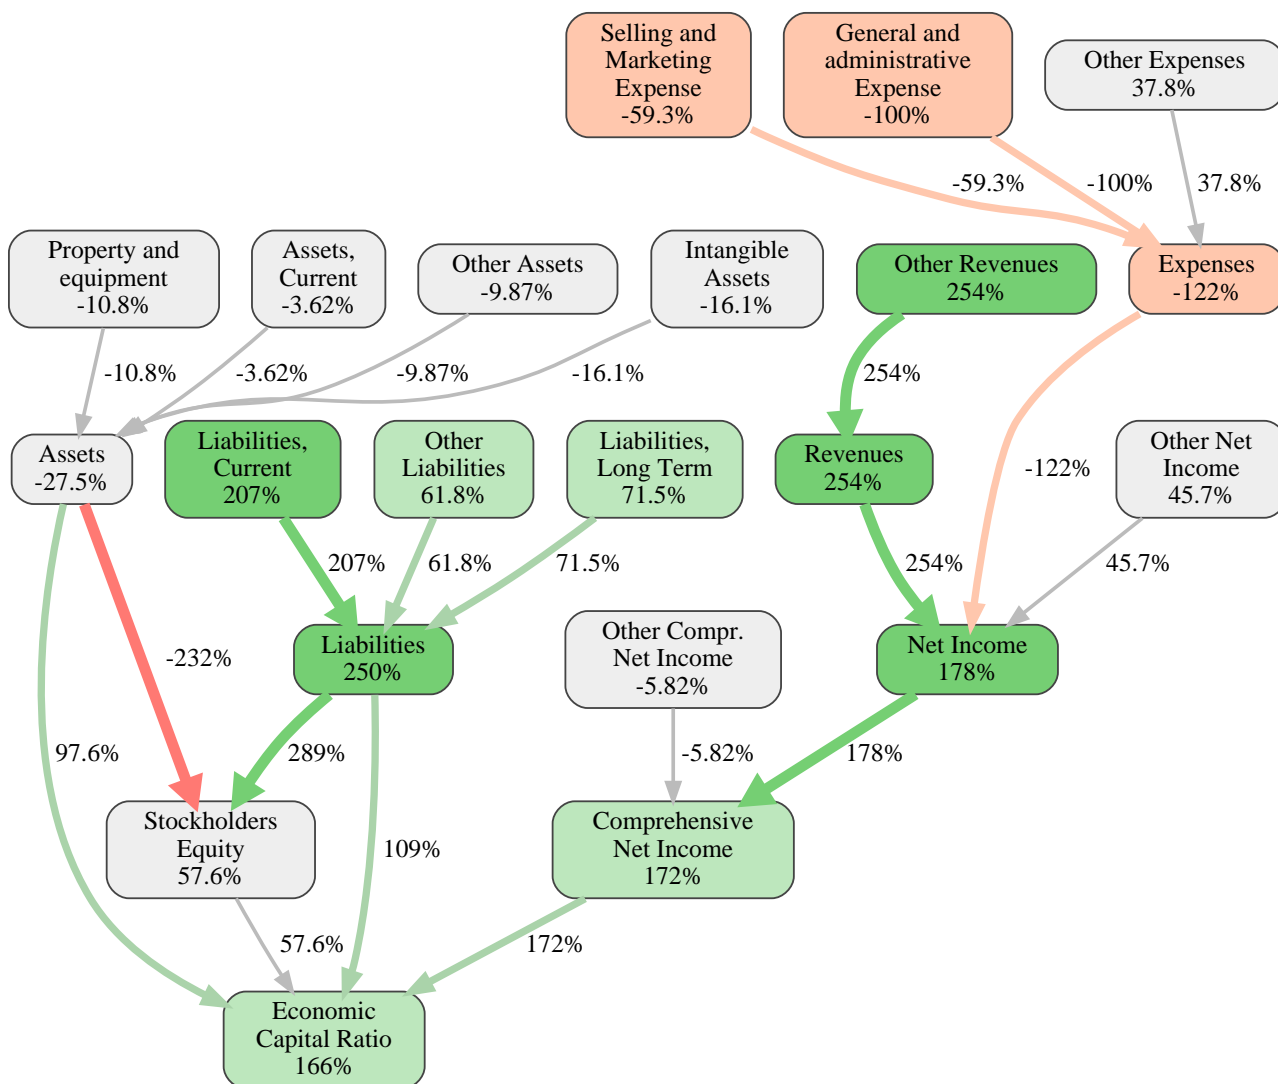 Selling and
Marketing
Expense
-59.3%
General and
administrative
Expense
-100%
Other Expenses
37.8%
-59.3%
-100%
37.8%
Property and
equipment
-10.8%
Assets,
Current
-3.62%
Other Assets
-9.87%
Intangible
Assets
-16.1%
Other Revenues
254%
Expenses
-122%
-10.8%
-3.62%
-9.87%
-16.1%
254%
Assets
-27.5%
Liabilities,
Current
207%
Other
Liabilities
61.8%
Liabilities,
Long Term
71.5%
Revenues
254%
-122%
Other Net
Income
45.7%
207%
61.8%
71.5%
254%
45.7%
Liabilities
250%
Other Compr.
Net Income
-5.82%
Net Income
178%
-232%
97.6%
289%
-5.82%
178%
Stockholders
Equity
57.6%
109%
Comprehensive
Net Income
172%
57.6%
172%
Economic
Capital Ratio
166%